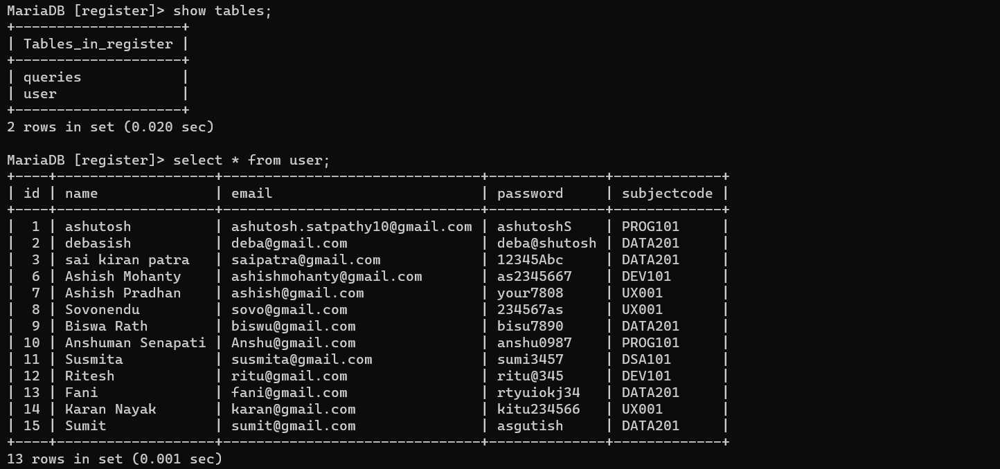 MariaDB [register]> show tables;
+--------------------+
| Tables_in_register |
+--------------------+
| queries            |
| user               |
+--------------------+
2 rows in set (0.020 sec)

MariaDB [register]> select * from user;
+----+-------------------+-------------------------------+--------------+-------------+
| id | name              | email                         | password     | subjectcode |
+----+-------------------+-------------------------------+--------------+-------------+
|  1 | ashutosh          | ashutosh.satpathy10@gmail.com | ashutoshS    | PROG101     |
|  2 | debasish          | deba@gmail.com                | deba@shutosh | DATA201     |
|  3 | sai kiran patra   | saipatra@gmail.com            | 12345Abc     | DATA201     |
|  6 | Ashish Mohanty    | ashishmohanty@gmail.com       | as2345667    | DEV101      |
|  7 | Ashish Pradhan    | ashish@gmail.com              | your7808     | UX001       |
|  8 | Sovonendu         | sovo@gmail.com                | 234567as     | UX001       |
|  9 | Biswa Rath        | biswu@gmail.com               | bisu7890     | DATA201     |
| 10 | Anshuman Senapati | Anshu@gmail.com               | anshu0987    | PROG101     |
| 11 | Susmita           | susmita@gmail.com             | sumi3457     | DSA101      |
| 12 | Ritesh            | ritu@gmail.com                | ritu@345     | DEV101      |
| 13 | Fani              | fani@gmail.com                | rtyuiokj34   | DATA201     |
| 14 | Karan Nayak       | karan@gmail.com               | kitu234566   | UX001       |
| 15 | Sumit             | sumit@gmail.com               | asgutish     | DATA201     |
+----+-------------------+-------------------------------+--------------+-------------+
13 rows in set (0.001 sec)